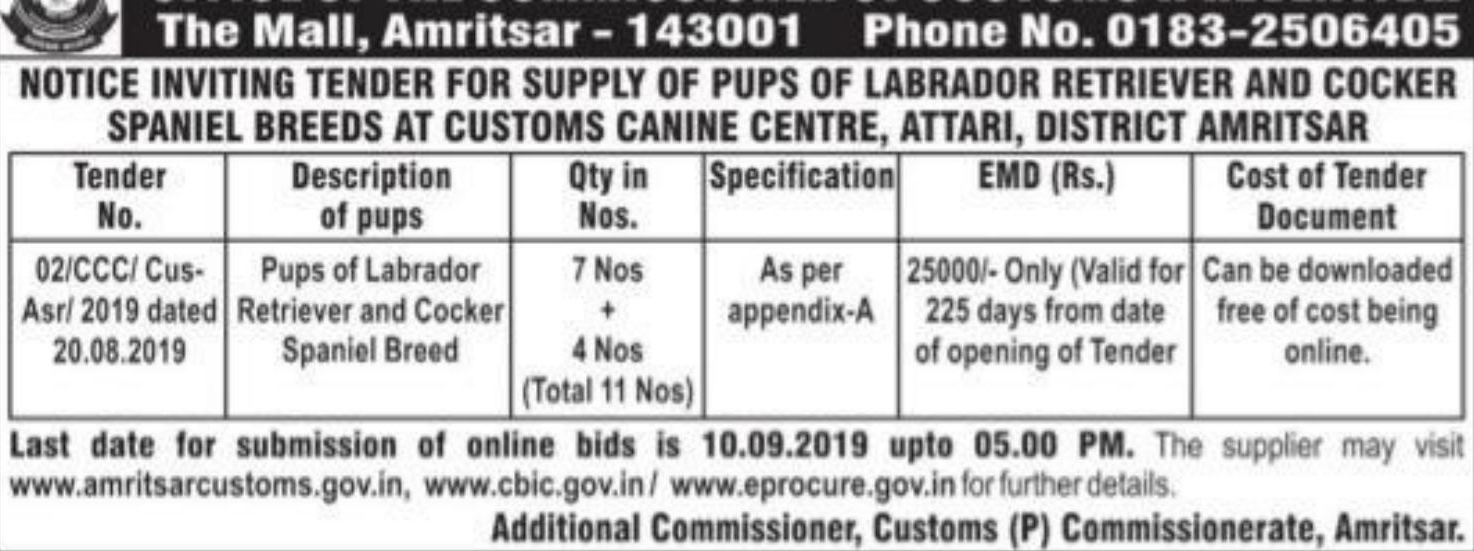 The Mall, Amritsar - 143001 Phone No. 0183-2506405
NOTICE INVITING TENDER FOR SUPPLY OF PUPS OF LABRADOR RETRIEVER AND COCKER
SPANIEL BREEDS AT CUSTOMS CANINE CENTRE, ATTARI, DISTRICT AMRITSAR
Tender No.
Description of pups
Qty in Nos.
Specification
EMD (Rs.)
Cost of Tender Document
02/CCC/ Cus-
Asr/ 2019 dated
20.08.2019
Pups of Labrador
Retriever and Cocker
Spaniel Breed
7 Nos
+
4 Nos
(Total 11 Nos)
As per
appendix-A
25000/- Only (Valid for
225 days from date
of opening of Tender
Can be downloaded
free of cost being
online.
Last date for submission of online bids is 10.09.2019 upto 05.00 PM. The supplier may visit
www.amritsarcustoms.gov.in, www.cbic.gov.in/ www.eprocure.gov.in for further details.
Additional Commissioner, Customs (P) Commissionerate, Amritsar.